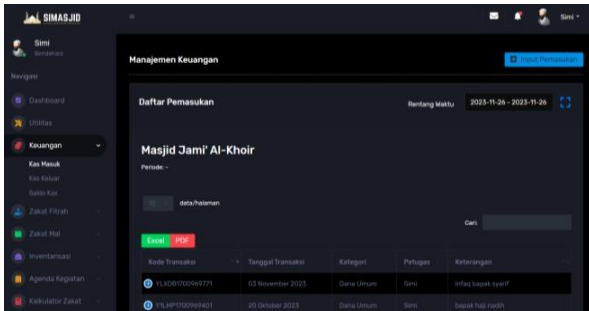 SIMASJID
Simi
Simi
Bendahara
Navigasi
Dashboard
Utilitas
Keuangan
Kas Masuk
Kas Keluar
Saldo Kas
Zakat Fitrah
Zakat Mal
Inventarisasi
Agenda Kegiatan
Kalkulator Zakat
Manajemen Keuangan
Input Pemasukan
Daftar Pemasukan
Rentang Waktu
2023-11-26 - 2023-11-26
Masjid Jami' Al-Khoir
Periode: -
10
data/halaman
Cari:
Excel PDF
Kode Transaksi Tanggal Transaksi Kategori Petugas Keterangan
03 November 2023 Dana Umum Simi infaq bapak syarif
20 Oktober 2023 Dana Umum Simi bapak haji nadih